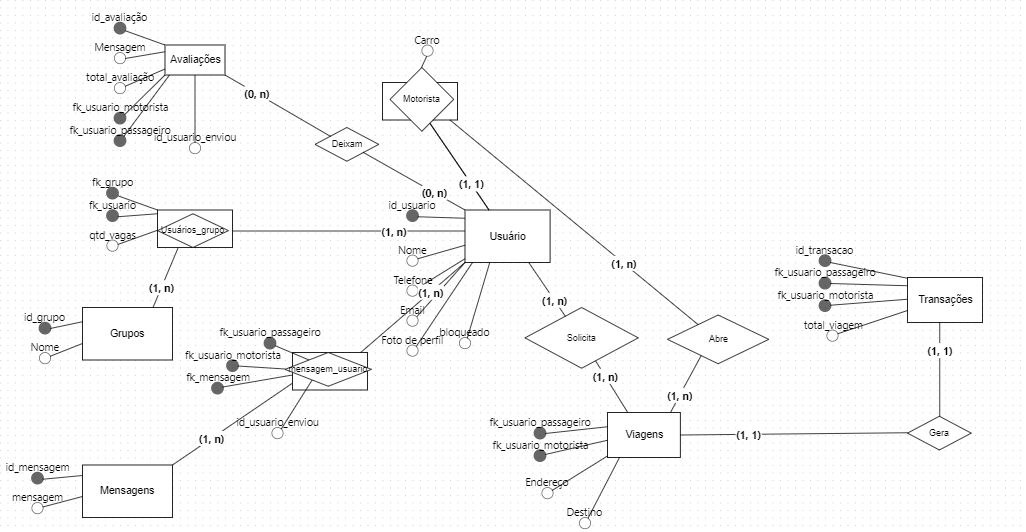 id_avaliação
Mensagem
Avaliações
total_avaliação
fk_usuario_motorista
fk_usuario_passageiro
id_usuario_enviou
(0, n)
Deixam
(0, n)
Carro
Motorista
(1, 1)
fk_grupo
fk_usuario
qtd_vagas
Usuários_grupo
(1, n)
(1, n)
id_grupo
Nome
Grupos
id_usuario
Usuário
Nome
Telefone
Email
Foto de perfil
bloqueado
(1, n)
fk_usuario_passageiro
fk_usuario_motorista
fk_mensagem
mensagem_usuario
id_usuario_enviou
(1, n)
id_mensagem
mensagem
Mensagens
(1, n)
Solicita
(1, n)
(1, n)
Abre
(1, n)
fk_usuario_passageiro
fk_usuario_motorista
Viagens
Endereço
Destino
(1, 1)
Gera
(1, 1)
id_transacao
fk_usuario_passageiro
fk_usuario_motorista
total_viagem
Transações